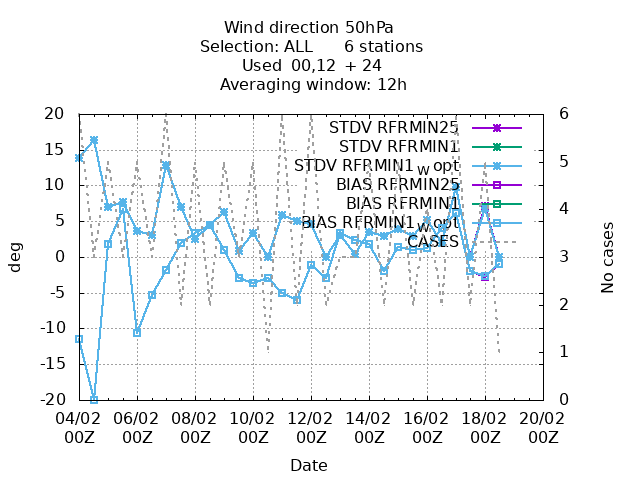 Wind direction 50hPa
Selection: ALL 6 stations
Used 00,12 + 24
Averaging window: 12h
20 6
STDV RFRMIN25
STDV RFRMIN1
15 5
STDV RFRMIN1_w opt
BIAS RFRMIN25
10
BIAS RFRMIN1
4
5
BIAS RFRMIN1_w opt
CASES
0 3
-5
2
-10
-15 1
-20 0
deg
No cases
04/02 06/02 08/02 10/02 12/02 14/02 16/02 18/02 20/02
00Z 00Z 00Z 00Z 00Z 00Z 00Z 00Z 00Z
Date